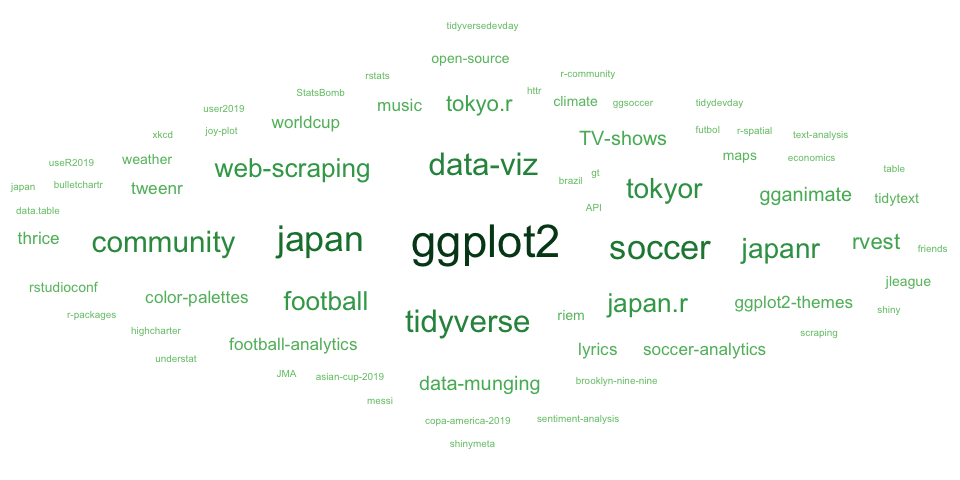 tidyversedevday
open-source
rstats
r-community
StatsBomb
httr
music
tokyo.r
climate
ggsoccer
tidydevday
user2019
worldcup
joy-plot
xkcd
TV-shows
futbol
r-spatial
text-analysis
useR2019
weather
web-scraping
data-viz
maps
economics
brazil
gt
table
japan
bulletchartr
tweenr
tokyor
gganimate
tidytext
data.table
API
thrice
community
japan
ggplot2
soccer
japanr
rvest
friends
rstudioconf
color-palettes
football
japan.r
ggplot2-themes
jleague
shiny
r-packages
highcharter
tidyverse
riem
scraping
understat
football-analytics
lyrics
soccer-analytics
JMA
asian-cup-2019
data-munging
brooklyn-nine-nine
messi
copa-america-2019
sentiment-analysis
shinymeta